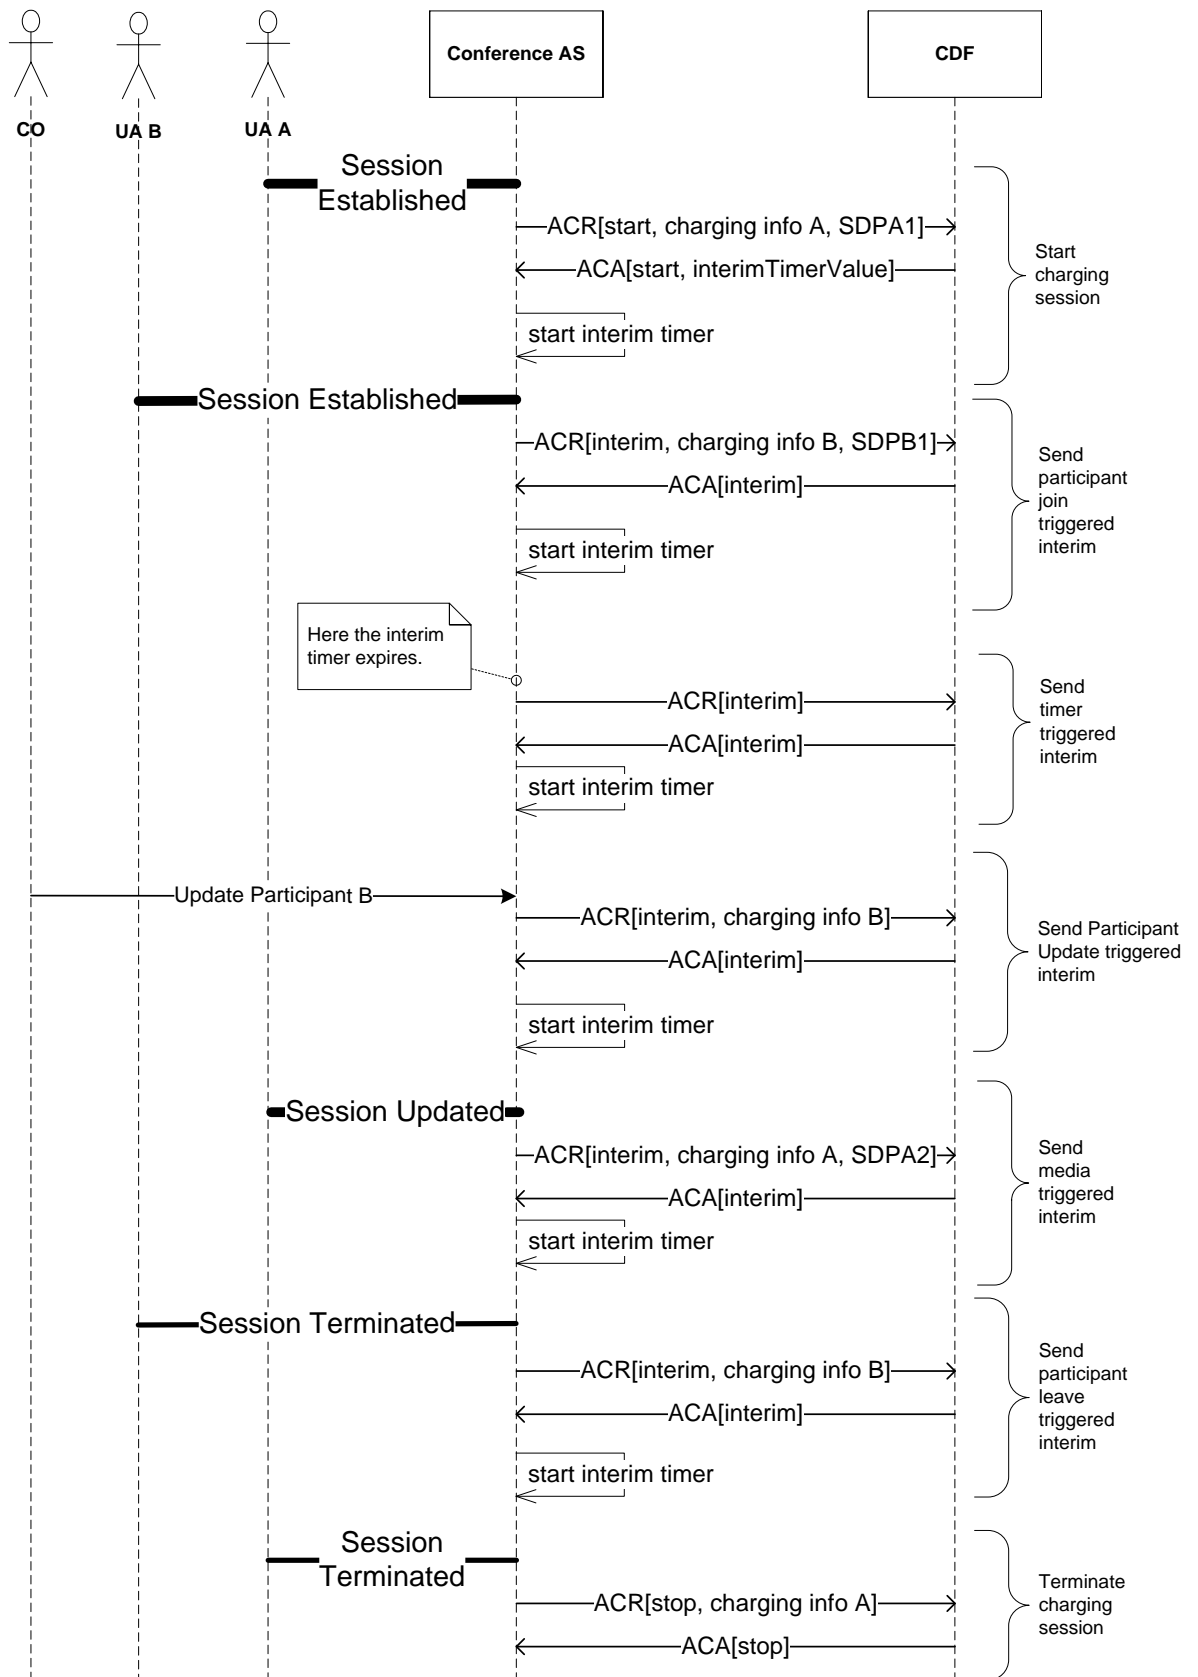 Conference AS
CDF
CO
UA B
UA A
Session
Established
ACR[start, charging info A, SDPA1]
ACA[start, interimTimerValue]
start interim timer
Start
charging
session
Session Established
ACR[interim, charging info B, SDPB1]
ACA[interim]
start interim timer
Send
participant
join
triggered
interim
Here the interim
timer expires.
ACR[interim]
ACA[interim]
start interim timer
Send
timer
triggered
interim
Update Participant B
ACR[interim, charging info B]
ACA[interim]
start interim timer
Send Participant
Update triggered
interim
Session Updated
ACR[interim, charging info A, SDPA2]
ACA[interim]
start interim timer
Send
media
triggered
interim
Session Terminated
ACR[interim, charging info B]
ACA[interim]
start interim timer
Send
participant
leave
triggered
interim
Session
Terminated
ACR[stop, charging info A]
ACA[stop]
Terminate
charging
session